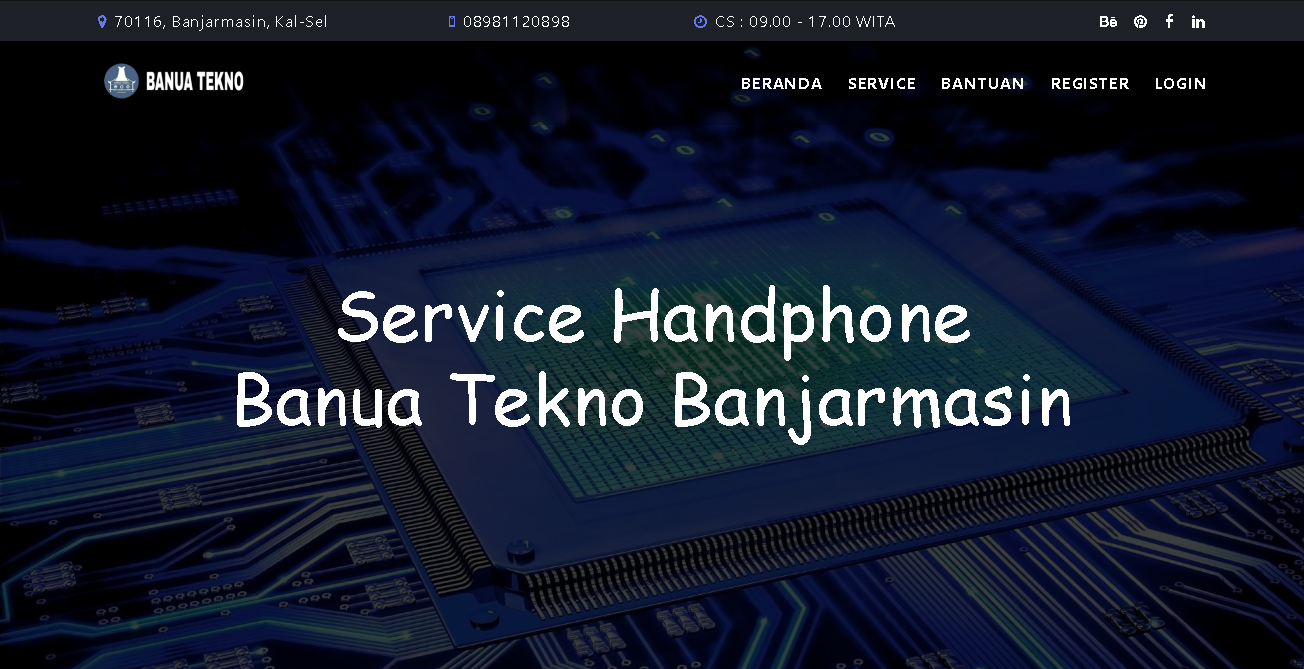 70116, Banjarmasin, Kal-Sel
08981120898
CS : 09.00 - 17.00 WITA
BANUA TEKNO
BERANDA
SERVICE
BANTUAN
REGISTER
LOGIN
Service Handphone
Banua Tekno Banjarmasin